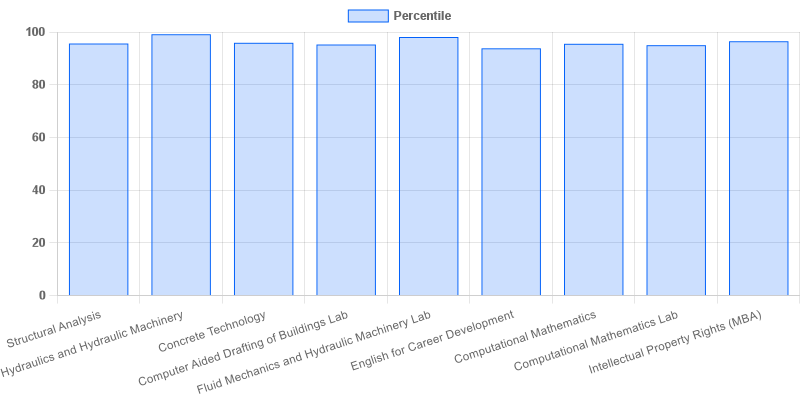 Percentile
100
80
60
40
20
0
Structural Analysis
Hydraulics and Hydraulic Machinery
Concrete Technology
Computer Aided Drafting of Buildings Lab
Fluid Mechanics and Hydraulic Machinery Lab
English for Career Development
Computational Mathematics
Computational Mathematics Lab
Intellectual Property Rights (MBA)